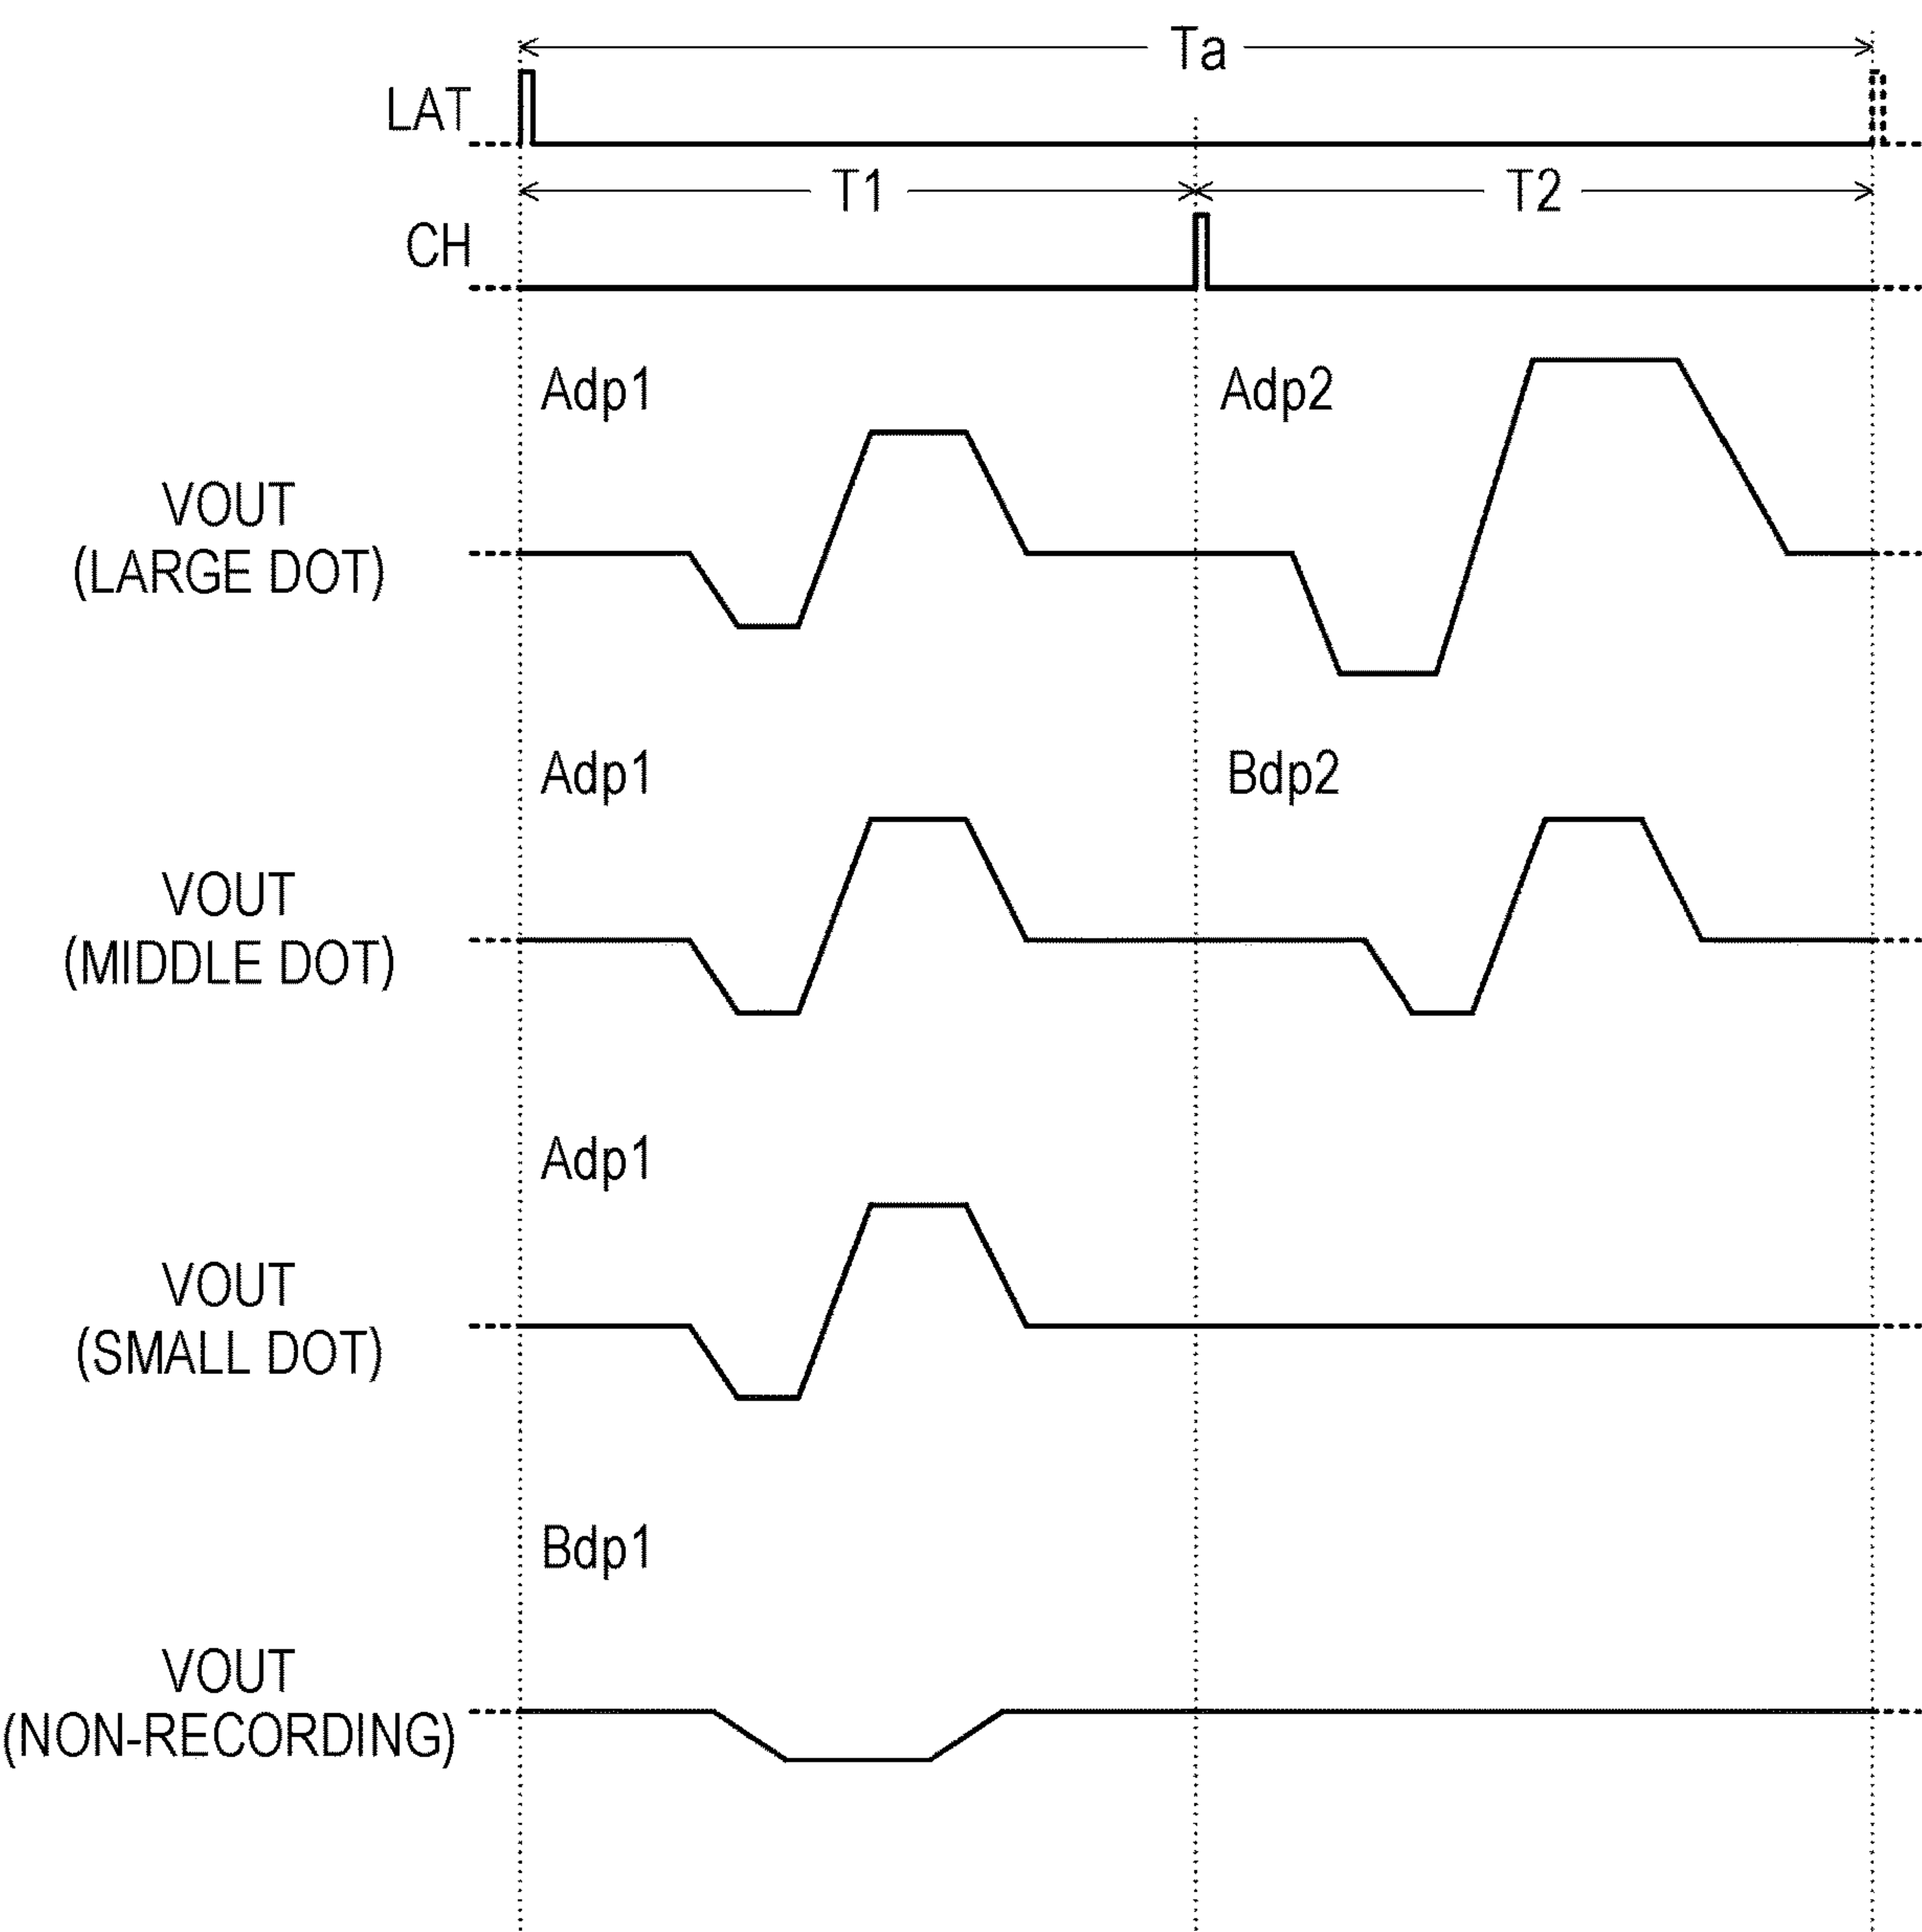 Ta
LAT
T1 T2
CH
Adp1 Adp2
VOUT
(LARGE DOT)
Adp1 Bdp2
VOUT
(MIDDLE DOT)
Adp1
VOUT
(SMALL DOT)
Bdp1
VOUT
(NON-RECORDING)